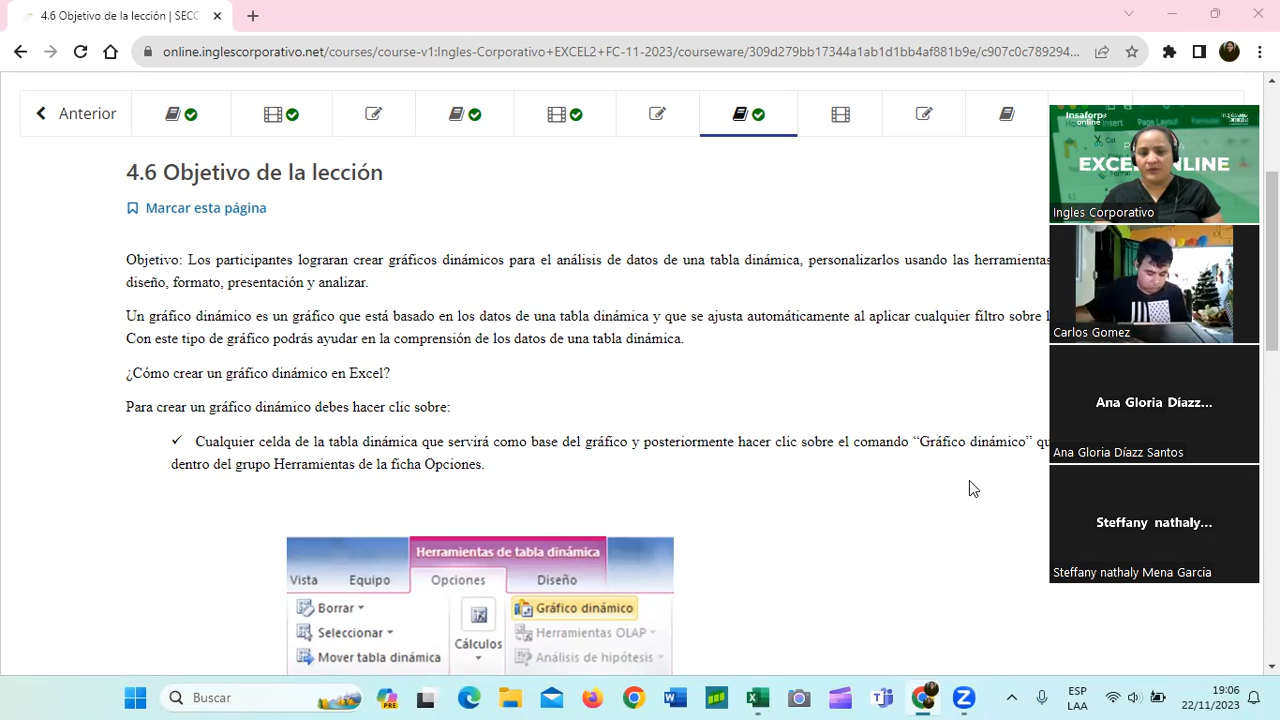 4.6 Objetivo de la lección | SECC
online.inglescorporativo.net/courses/course-v1:Ingles-Corporativo+EXCEL2+FC-11-2023/courseware/309d279bb17344a1ab1d1bb4af881b9e/c907c0c789294...
Anterior
4.6 Objetivo de la lección
Marcar esta página
Objetivo: Los participantes lograran crear gráficos dinámicos para el análisis de datos de una tabla dinámica, personalizarlos usando las herramientas
diseño, formato, presentación y analizar.
Un gráfico dinámico es un gráfico que está basado en los datos de una tabla dinámica y que se ajusta automáticamente al aplicar cualquier filtro sobre
Con este tipo de gráfico podrás ayudar en la comprensión de los datos de una tabla dinámica.
¿Cómo crear un gráfico dinámico en Excel?
Para crear un gráfico dinámico debes hacer clic sobre:
✓ Cualquier celda de la tabla dinámica que servirá como base del gráfico y posteriormente hacer clic sobre el comando “Gráfico dinámico”
dentro del grupo Herramientas de la ficha Opciones.
Herramientas de tabla dinámica
Vista Equipo Opciones Diseño
Borrar
Seleccionar
Mover tabla dinámica
Cálculos
Gráfico dinámico
Herramientas OLAP
Análisis de hipótesis
Insaforp
online
Insert Page Layout
Cut
EXCEL ONLINE
Ingles Corporativo
Carlos Gomez
Ana Gloria Díazz...
Ana Gloria Díazz Santos
Steffany nathaly...
Steffany nathaly Mena Garcia
Buscar
PRE
ESP
LAA
19:06
22/11/2023